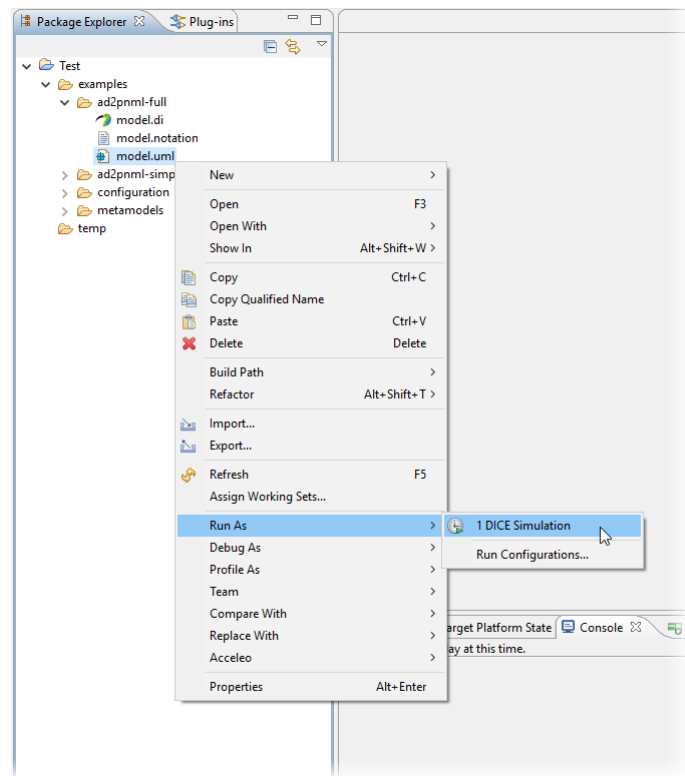 Package Explorer Plug-ins
Test
examples
ad2pnml-full
model.di
model.notation
model.uml
ad2pnml-simp
configuration
metamodels
temp
New
Open F3
Open With
Show In Alt+Shift+W
Copy Ctrl+C
Copy Qualified Name
Paste Ctrl+V
Delete Delete
Build Path
Refactor Alt+Shift+T
Import...
Export...
Refresh F5
Assign Working Sets...
Run As
1 DICE Simulation
Debug As
Run Configurations...
Profile As
Team
Compare With
Replace With
Acceleo
Properties Alt+Enter
arget Platform State Console
ay at this time.